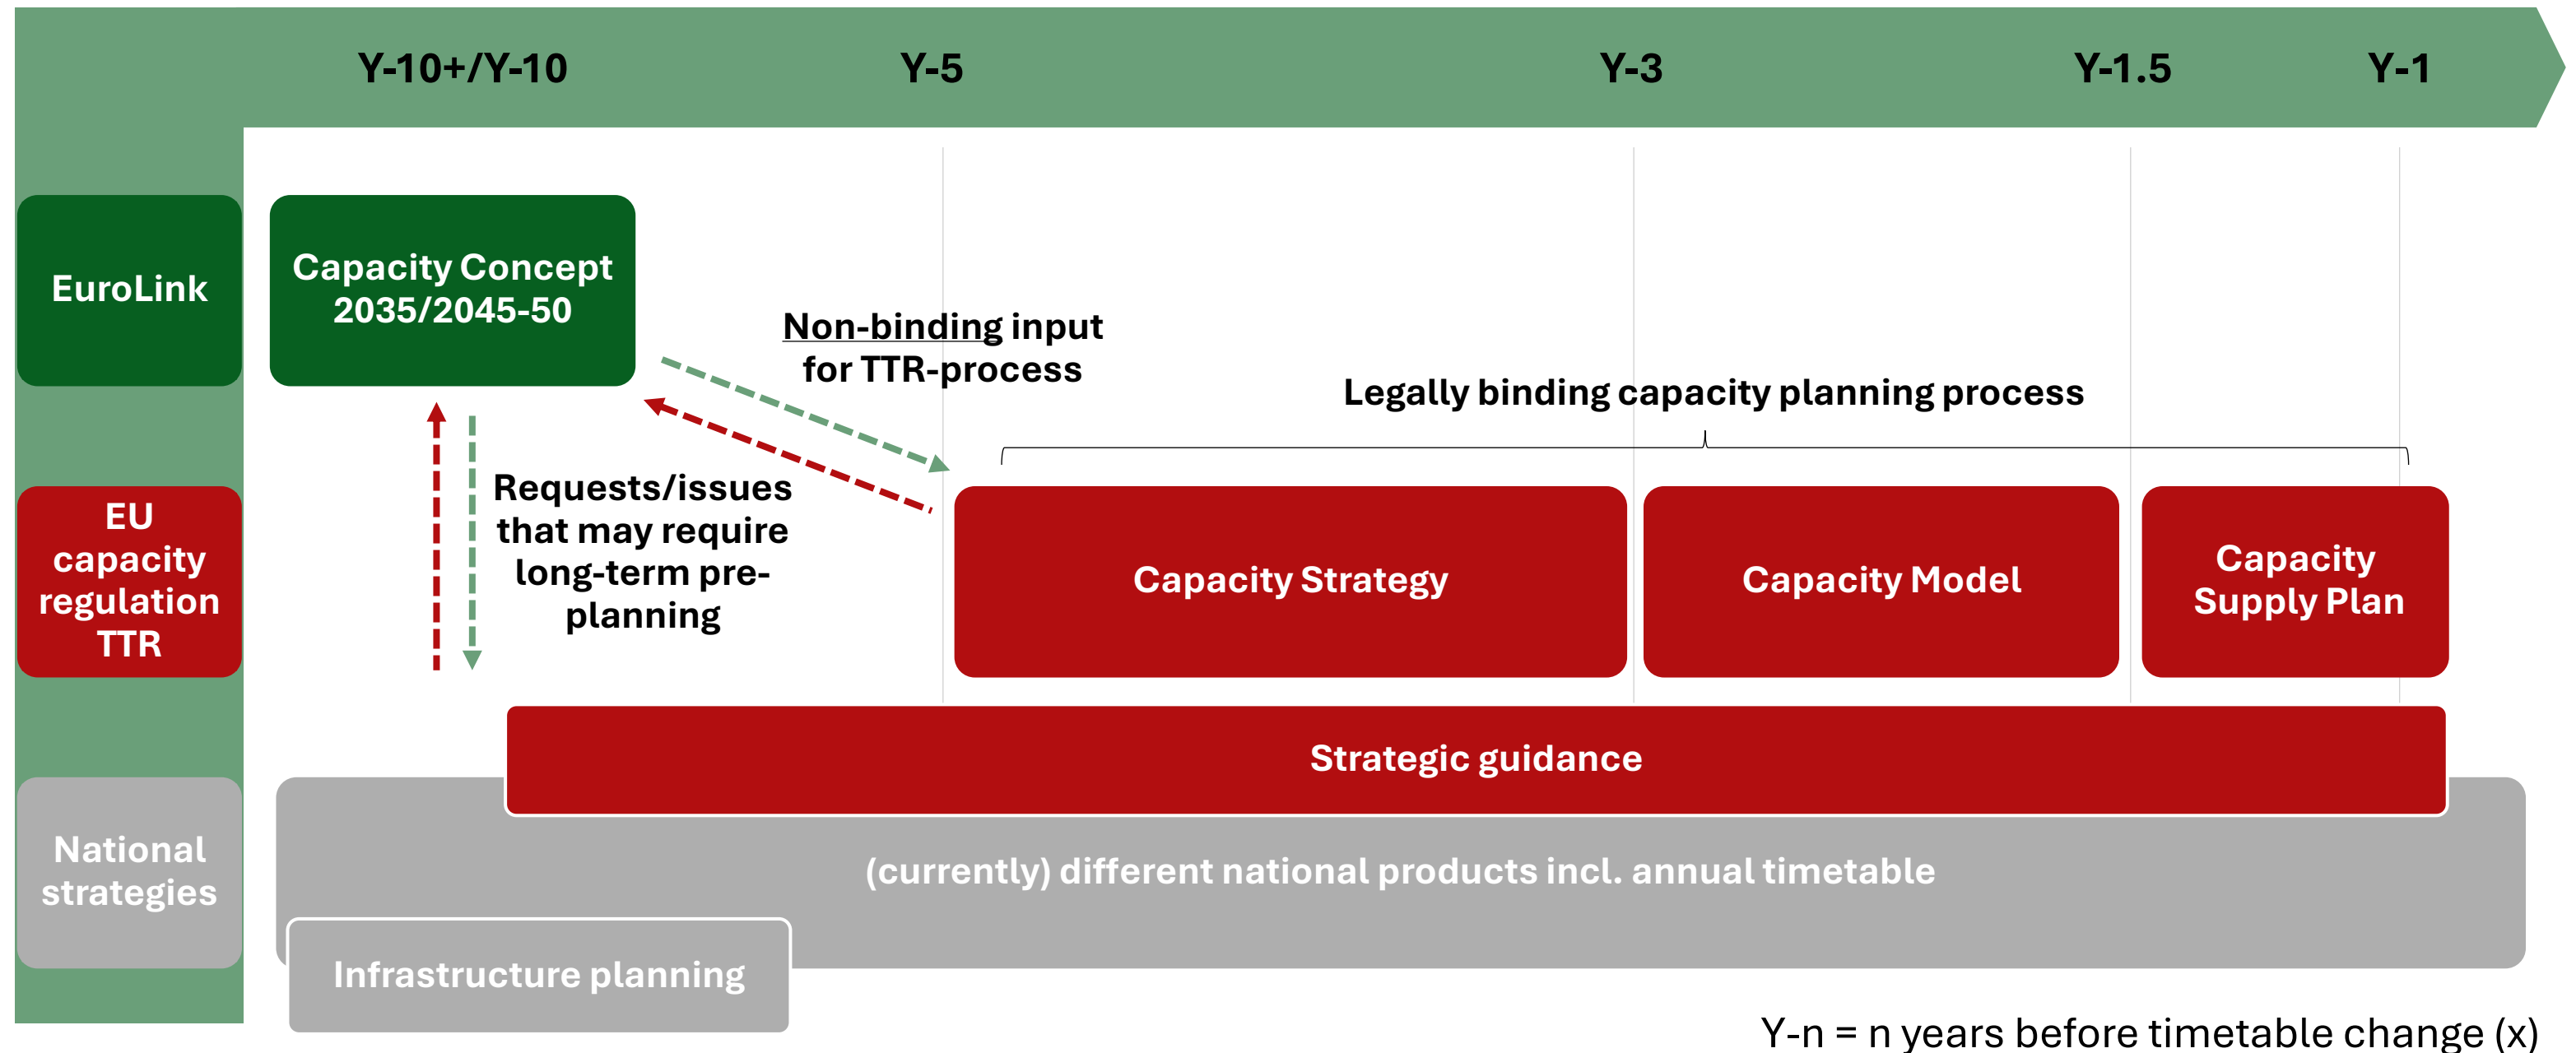 Y-10+/Y-10
Y-5
Y-3
Y-1.5
Y-1
EuroLink
Capacity Concept
2035/2045-50
Non-binding input
for TTR-process
Legally binding capacity planning process
EU
capacity
regulation
TTR
Requests/issues
that may require
long-term pre-
planning
Capacity Strategy
Capacity Model
Capacity
Supply Plan
Strategic guidance
National
strategies
(currently) different national products incl. annual timetable
Infrastructure planning
Y-n = n years before timetable change (x)